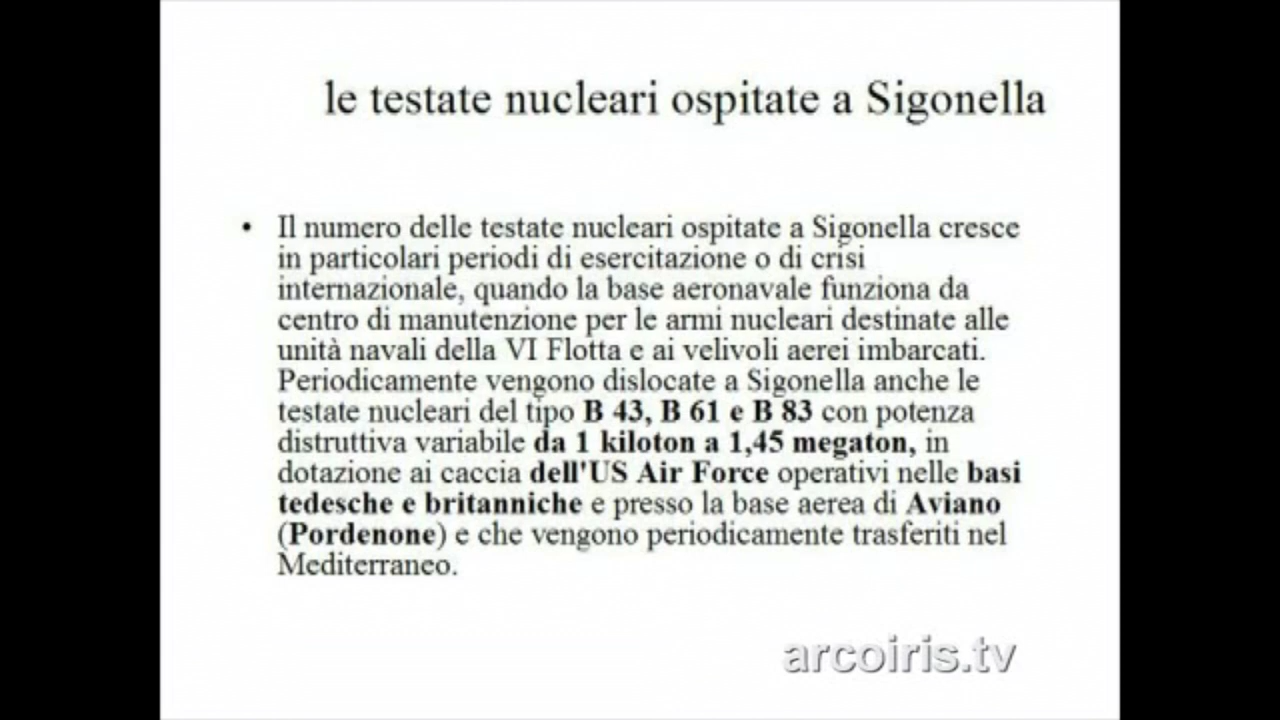 le testate nucleari ospitate a Sigonella
• Il numero delle testate nucleari ospitate a Sigonella cresce
in particolari periodi di esercitazione o di crisi
internazionale, quando la base aeronavale funziona da
centro di manutenzione per le armi nucleari destinate alle
unità navali della VI Flotta e ai velivoli aerei imbarcati.
Periodicamente vengono dislocate a Sigonella anche le
testate nucleari del tipo B 43, B 61 e B 83 con potenza
distruttiva variabile da 1 kiloton a 1,45 megaton, in
dotazione ai caccia dell'US Air Force operativi nelle basi
tedesche e britanniche e presso la base aerea di Aviano
(Pordenone) e che vengono periodicamente trasferiti nel
Mediterraneo.
arcoiris.tv